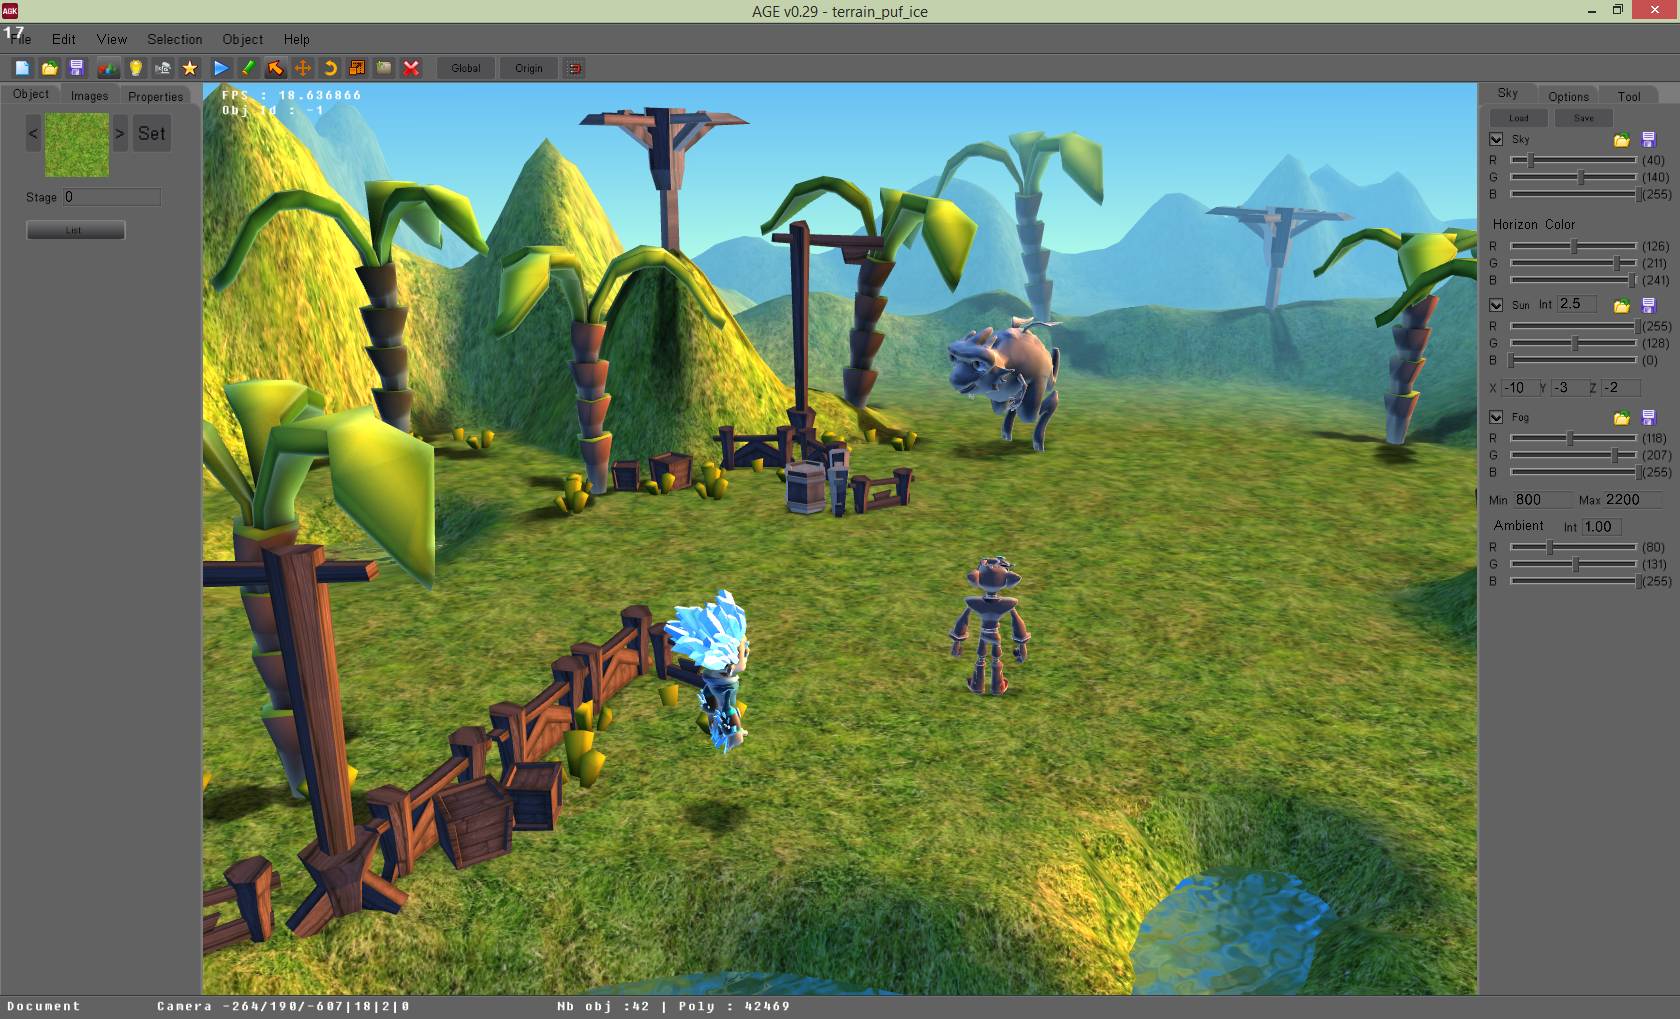 AGK
AGE v0.29 - terrain_puf_ice
17
File Edit View Selection Object Help
Global Origin
Object Images Properties
< > Set
Stage 0
List
FPS : 18.636866
Obj Id : -1
Sky Options Tool
Load Save
Sky
R (40)
G (140)
B (255)
Horizon Color
R (126)
G (211)
B (241)
Sun Int 2.5
R (255)
G (128)
B (0)
X -10 Y -3 Z -2
Fog
R (118)
G (207)
B (255)
Min 800 Max 2200
Ambient Int 1.00
R (80)
G (131)
B (255)
Document Camera -264/190/-607|18|2|0 Nb obj :42 | Poly : 42469